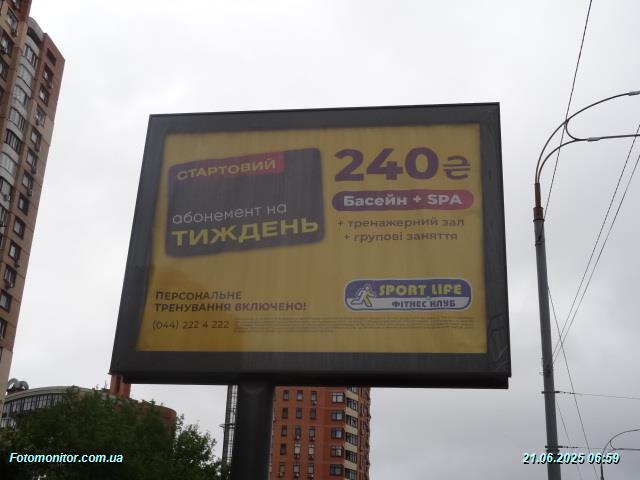 СТАРТОВИЙ
абонемент на
ТИЖДЕНЬ
240₴
Басейн + SPA
+ тренажерний зал
+ групові заняття
SPORT LIFE
ФІТНЕС КЛУБ
ПЕРСОНАЛЬНЕ
ТРЕНУВАННЯ ВКЛЮЧЕНО!
(044) 222 4 222
Fotomonitor.com.ua
21.06.2025 06:59